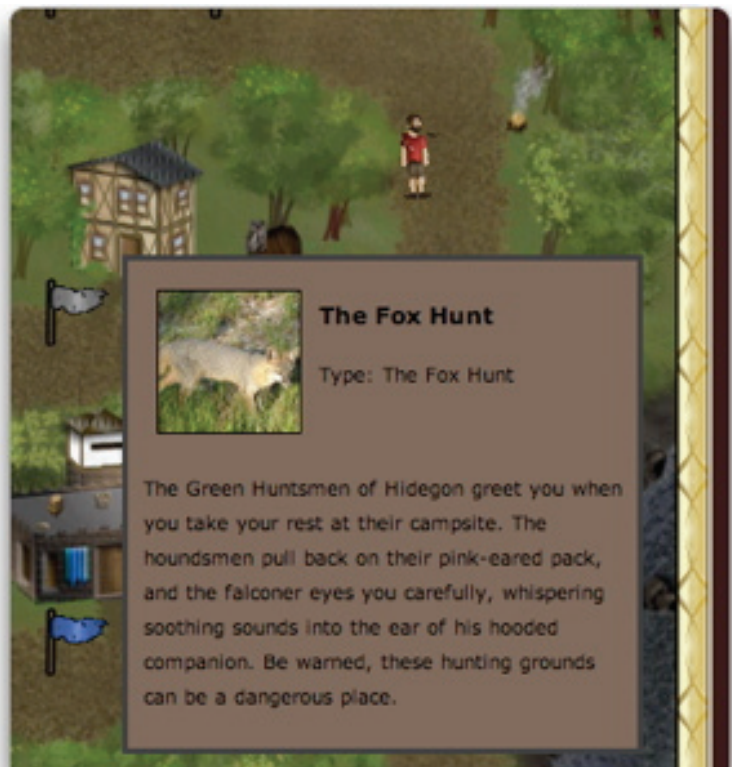 The Fox Hunt
Type: The Fox Hunt
The Green Huntsmen of Hidegon greet you when
you take your rest at their campsite. The
houndsmen pull back on their pink-eared pack,
and the falconer eyes you carefully, whispering
soothing sounds into the ear of his hooded
companion. Be warned, these hunting grounds
can be a dangerous place.